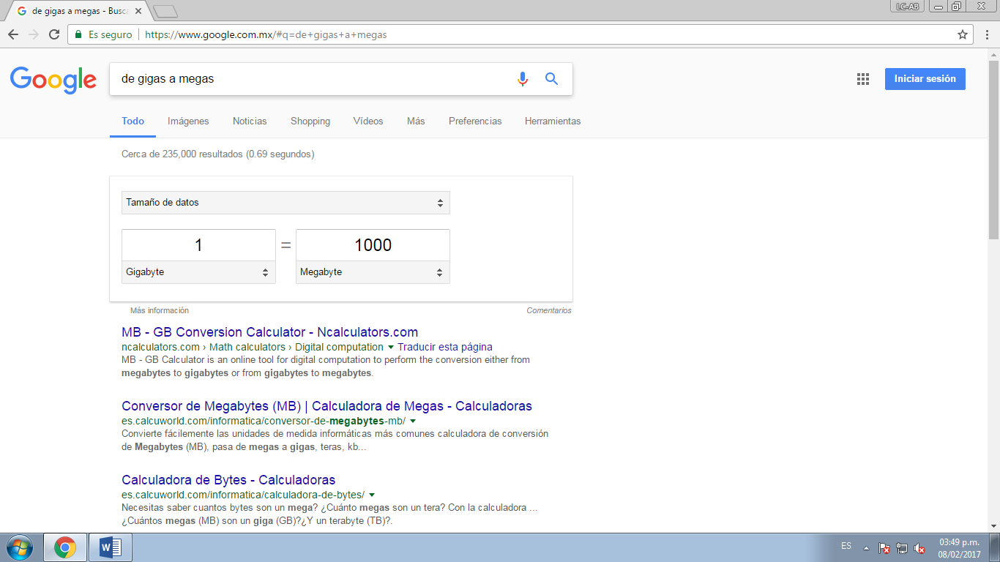 de gigas a megas - Busca
LC-AB
Es seguro
https://www.google.com.mx/#q=de+gigas+a+megas
Google
de gigas a megas
Iniciar sesión
Todo Imágenes Noticias Shopping Vídeos Más Preferencias Herramientas
Cerca de 235,000 resultados (0.69 segundos)
Tamaño de datos
1 = 1000
Gigabyte Megabyte
Más información Comentarios
MB - GB Conversion Calculator - Ncalculators.com
ncalculators.com › Math calculators › Digital computation ▼ Traducir esta página
MB - GB Calculator is an online tool for digital computation to perform the conversion either from
megabytes to gigabytes or from gigabytes to megabytes.
Conversor de Megabytes (MB) | Calculadora de Megas - Calculadoras
es.calcuworld.com/informatica/conversor-de-megabytes-mb/ ▼
Convierte fácilmente las unidades de medida informáticas más comunes calculadora de conversión
de Megabytes (MB), pasa de megas a gigas, teras, kb...
Calculadora de Bytes - Calculadoras
es.calcuworld.com/informatica/calculadora-de-bytes/ ▼
Necesitas saber cuantos bytes son un mega? ¿Cuánto megas son un tera? Con la calculadora ...
¿Cuántos megas (MB) son un giga (GB)?¿Y un terabyte (TB)?.
W
ES
03:49 p.m.
08/02/2017